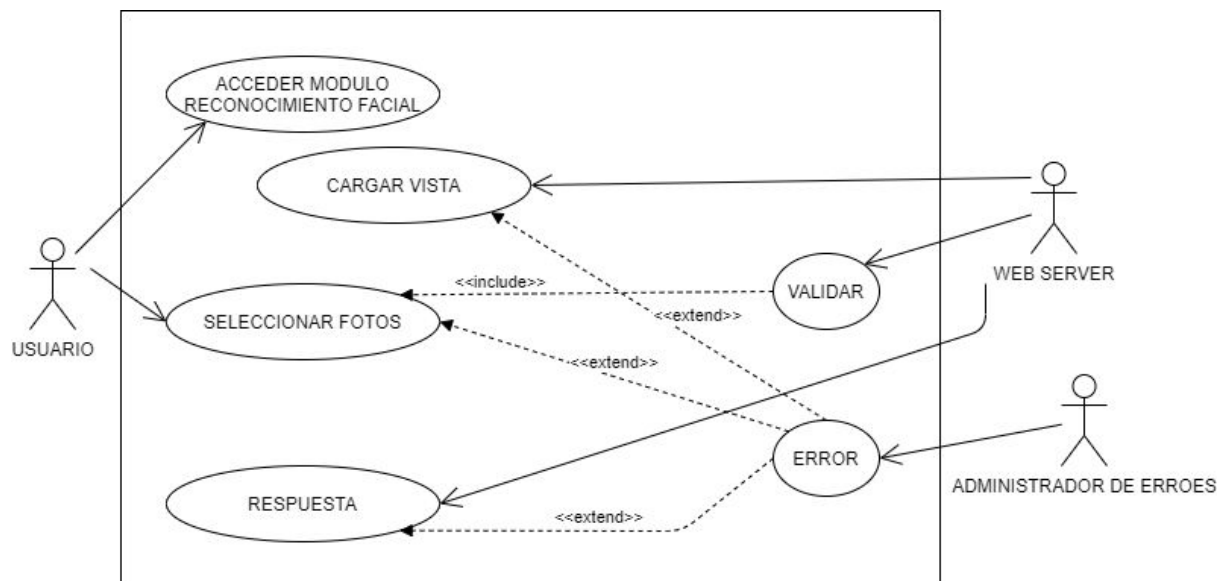 ACCEDER MODULO
RECONOCIMIENTO FACIAL
CARGAR VISTA
WEB SERVER
<<include>>
VALIDAR
<<extend>>
SELECCIONAR FOTOS
USUARIO
<<extend>>
ERROR
ADMINISTRADOR DE ERROES
RESPUESTA
<<extend>>